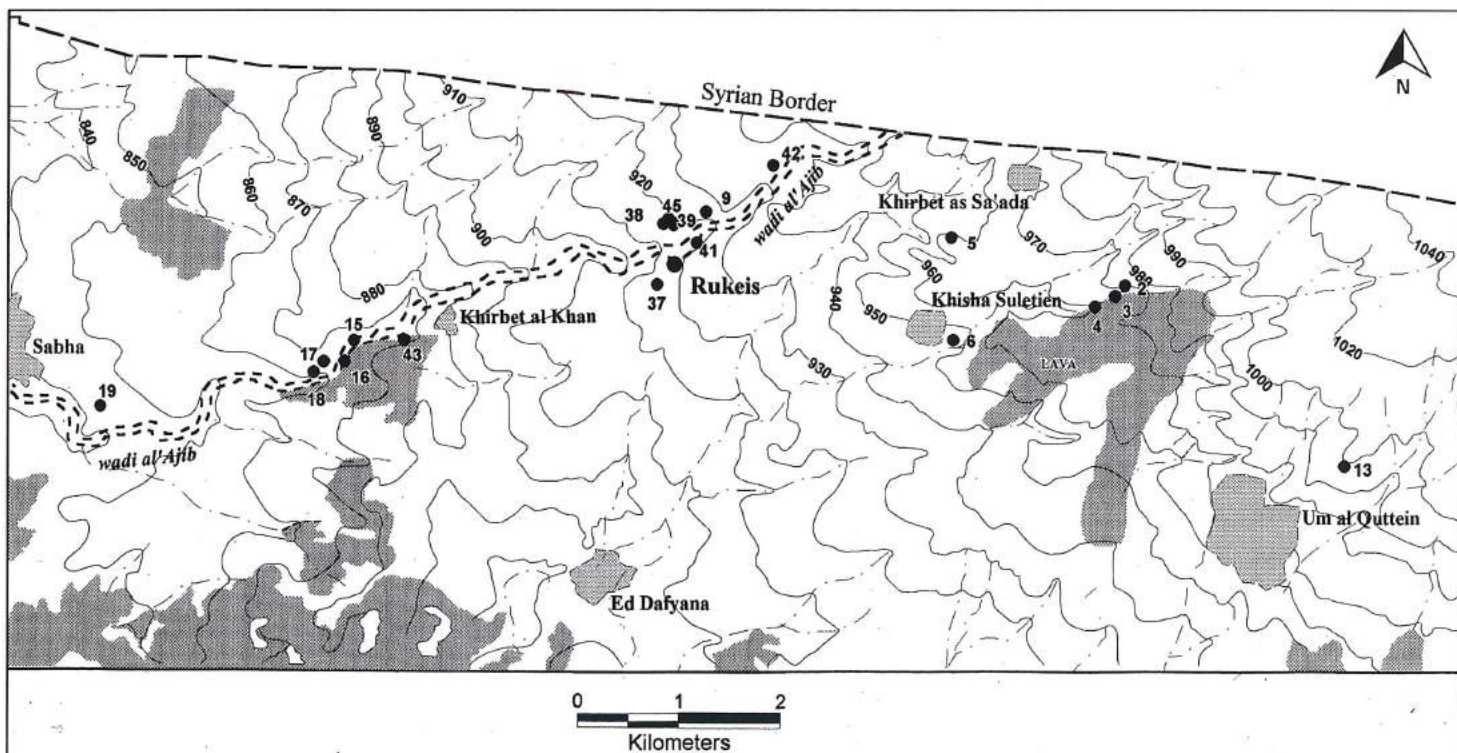 N
Syrian Border
840
850
860
870
890
910
920
900
880
42
9
45
38
39
41
wadi al'Ajib
Rukeis
37
Khirbet as Sa'ada
5
970
960
990
980
1040
2
3
4
Khisha Suletien
940
950
6
930
LAVA
1020
1000
Khirbet al Khan
15
43
17
16
18
Sabha
19
wadi al'Ajib
13
Um al Quttein
Ed Dafyana
0 1 2
Kilometers